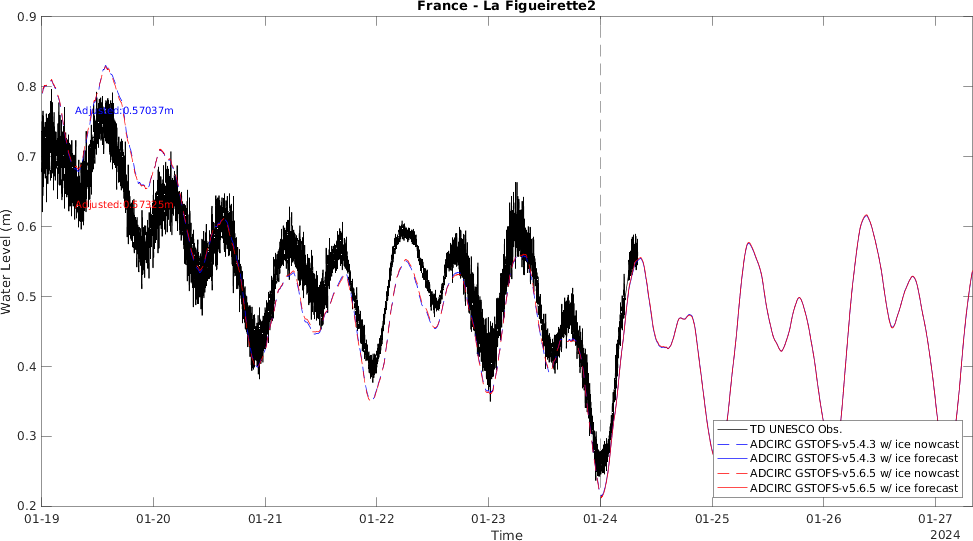 France - La Figueirette2
0.9
0.8
0.7
0.6
0.5
0.4
0.3
0.2
Water Level (m)
Adjusted:0.57037m
Adjusted:0.57325m
TD UNESCO Obs.
ADCIRC GSTOFS-v5.4.3 w/ ice nowcast
ADCIRC GSTOFS-v5.4.3 w/ ice forecast
ADCIRC GSTOFS-v5.6.5 w/ ice nowcast
ADCIRC GSTOFS-v5.6.5 w/ ice forecast
01-19 01-20 01-21 01-22 01-23 01-24 01-25 01-26 01-27
Time
2024